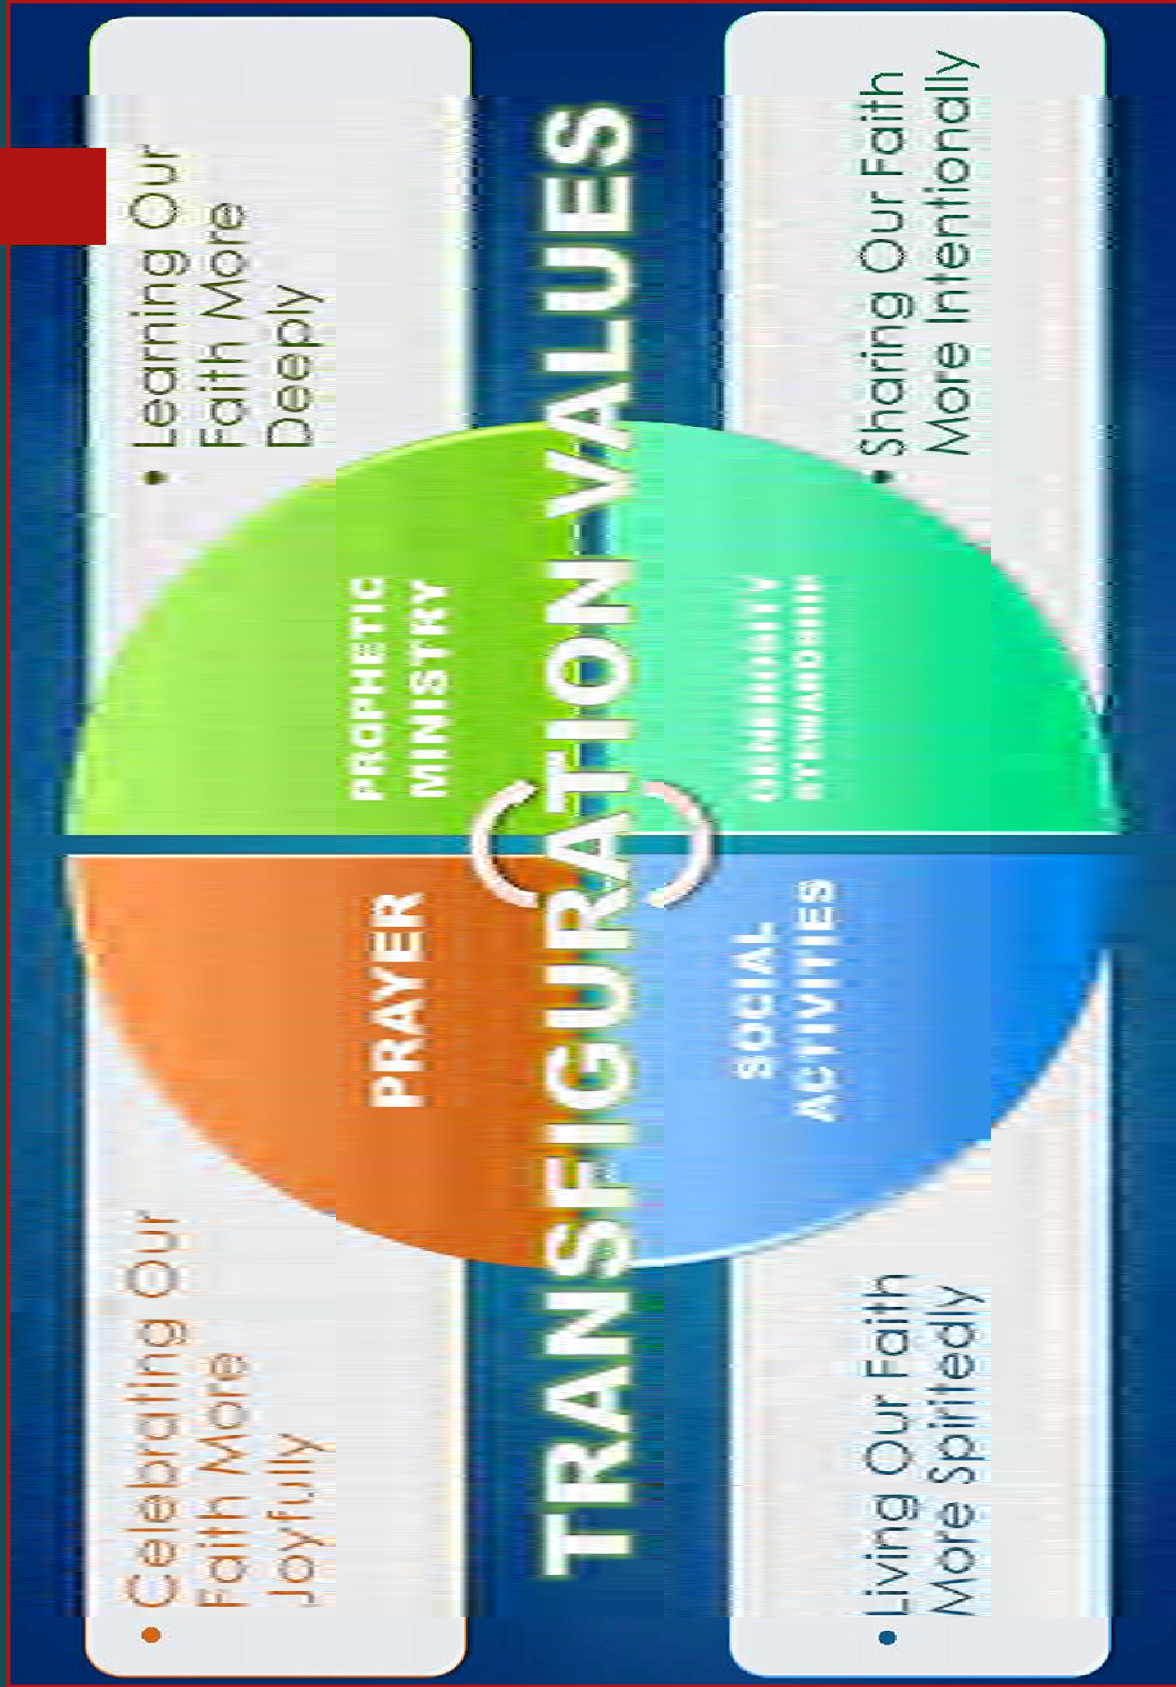 • Celebrating Our
Faith More
Joyfully
• Learning Our
Faith More
Deeply
PRAYER
PROPHETIC
MINISTRY
TRANSFIGURATION VALUES
SOCIAL
ACTIVITIES
STEWARDSHIP
• Living Our Faith
More Spiritedly
• Sharing Our Faith
More Intentionally